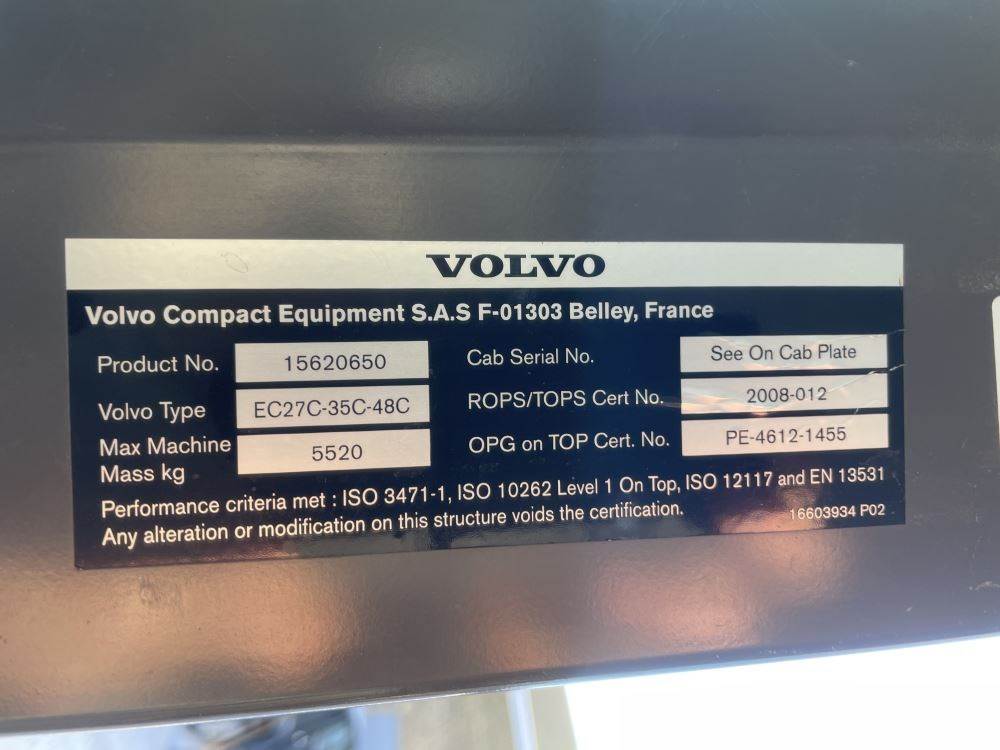 VOLVO
Volvo Compact Equipment S.A.S F-01303 Belley, France
Product No. 15620650 Cab Serial No. See On Cab Plate
Volvo Type EC27C-35C-48C ROPS/TOPS Cert No. 2008-012
Max Machine Mass kg 5520 OPG on TOP Cert. No. PE-4612-1455
Performance criteria met : ISO 3471-1, ISO 10262 Level 1 On Top, ISO 12117 and EN 13531
Any alteration or modification on this structure voids the certification. 16603934 P02